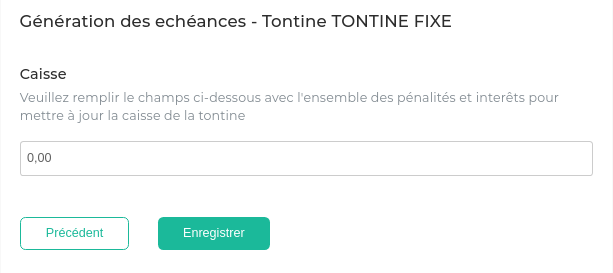 Génération des echéances - Tontine TONTINE FIXE
Caisse
Veuillez remplir le champs ci-dessous avec l'ensemble des pénalités et interêts pour
mettre à jour la caisse de la tontine
0,00
Précédent
Enregistrer